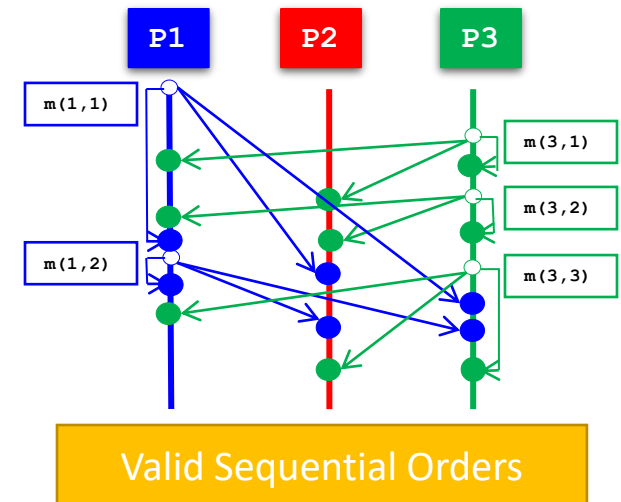 P1 P2 P3
m(1,1)
m(3,1)
m(3,2)
m(1,2)
m(3,3)
Valid Sequential Orders